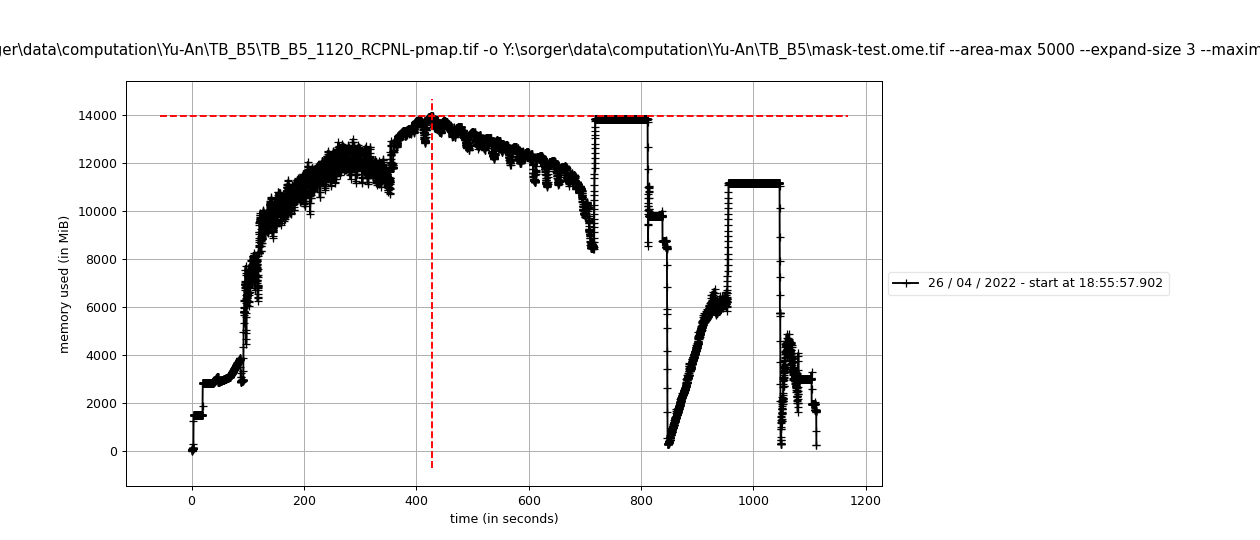 ger\data\computation\Yu-An\TB_B5\TB_B5_1120_RCPNL-pmap.tif -o Y:\sorger\data\computation\Yu-An\TB_B5\mask-test.ome.tif --area-max 5000 --expand-size 3 --maxim
14000
12000
10000
8000
6000
4000
2000
0
memory used (in MiB)
0 200 400 600 800 1000 1200
time (in seconds)
26 / 04 / 2022 - start at 18:55:57.902